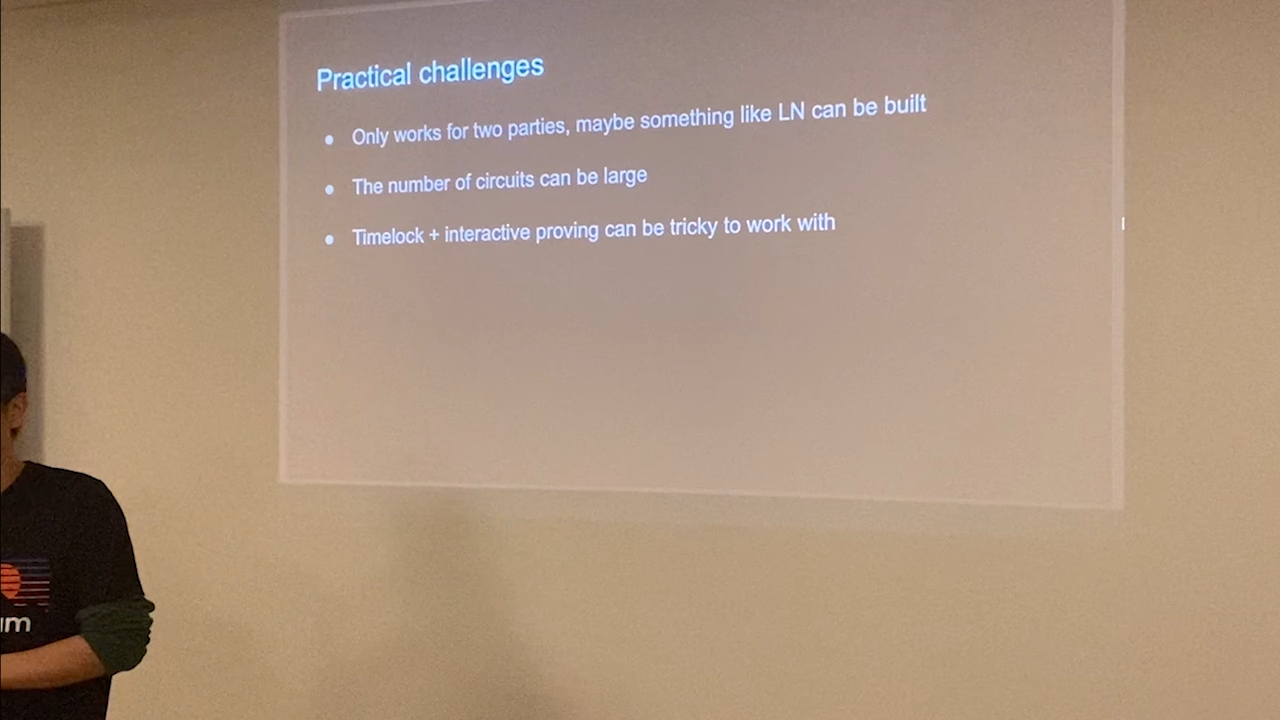 Practical challenges
● Only works for two parties, maybe something like LN can be built
● The number of circuits can be large
● Timelock + interactive proving can be tricky to work with
um